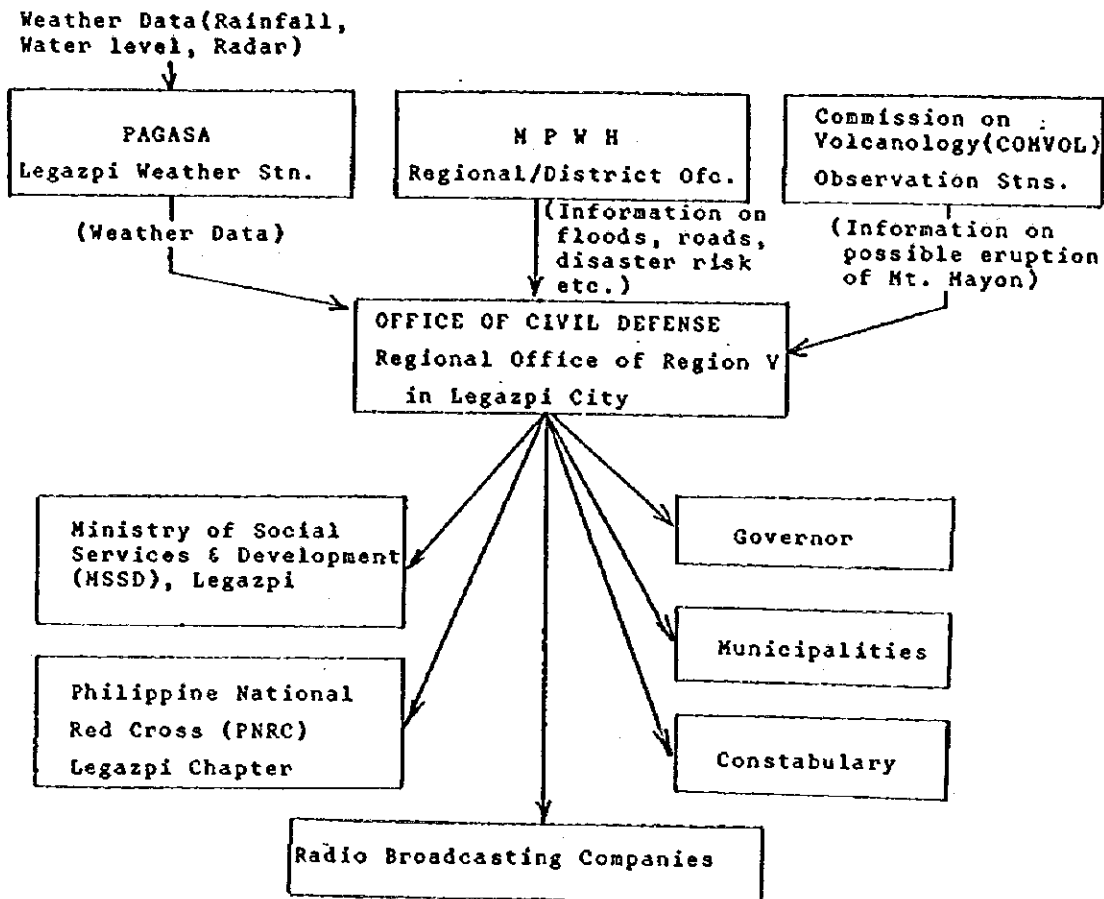 Weather Data(Rainfall,
Water level, Radar)
PAGASA
Legazpi Weather Stn.
M P W H
Regional/District Ofc.
Commission on
Volcanology(COMVOL)
Observation Stns.
(Weather Data)
(Information on
floods, roads,
disaster risk
etc.)
(Information on
possible eruption
of Mt. Mayon)
OFFICE OF CIVIL DEFENSE
Regional Office of Region V
in Legazpi City
Ministry of Social
Services & Development
(MSSD), Legazpi
Governor
Municipalities
Philippine National
Red Cross (PNRC)
Legazpi Chapter
Constabulary
Radio Broadcasting Companies